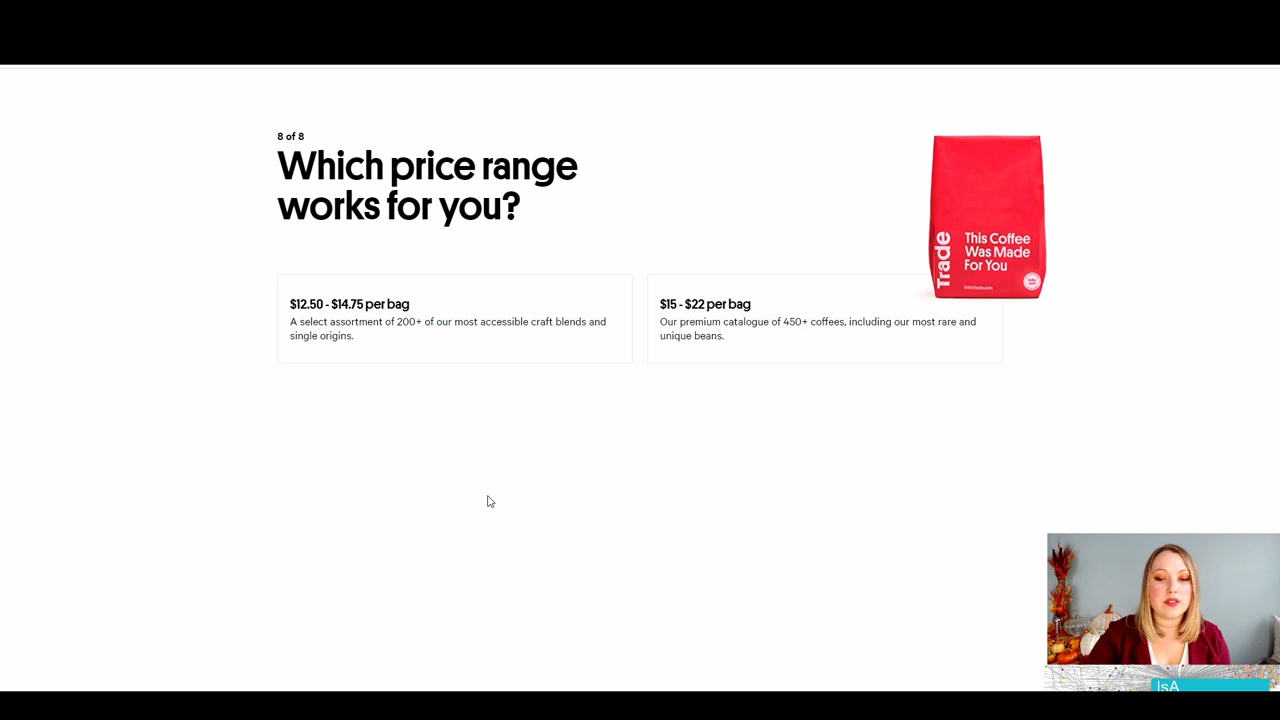 8 of 8
Which price range
works for you?
$12.50 - $14.75 per bag
A select assortment of 200+ of our most accessible craft blends and
single origins.
$15 - $22 per bag
Our premium catalogue of 450+ coffees, including our most rare and
unique beans.
Trade
This Coffee
Was Made
For You
IsA